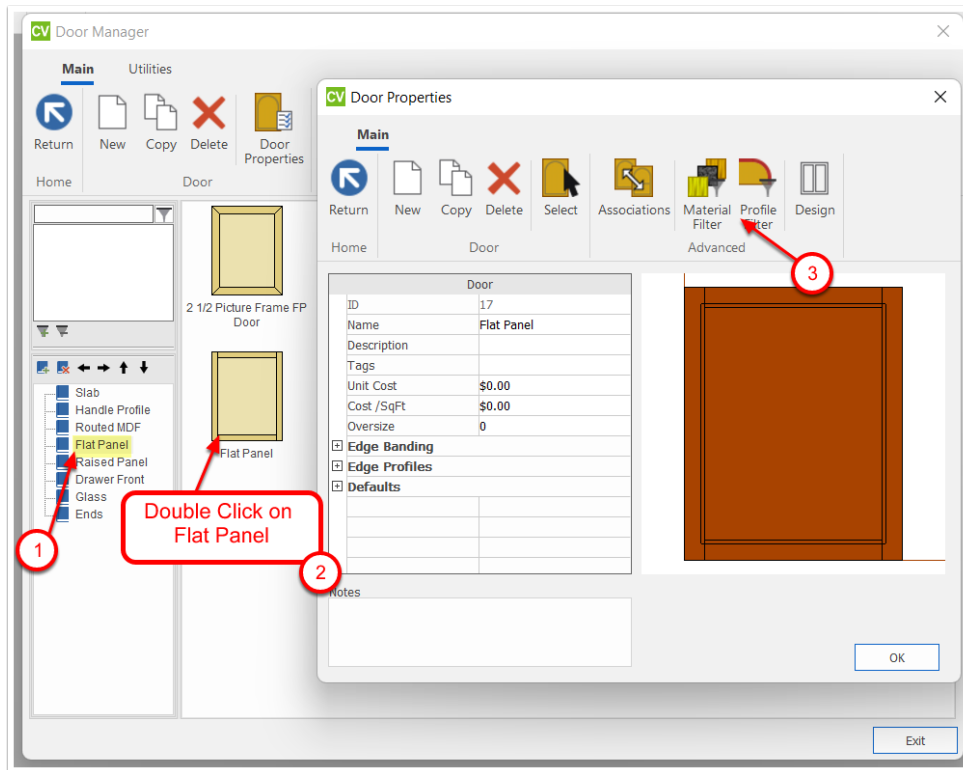 CV Door Manager
Main Utilities
Return New Copy Delete Door
Properties
Home Door
2 1/2 Picture Frame FP
Door
Flat Panel
Slab
Handle Profile
Routed MDF
Flat Panel
Raised Panel
Drawer Front
Glass
Ends
1
Double Click on
Flat Panel
2
CV Door Properties
Main
Return New Copy Delete Select Associations Material Profile Design
Filter Filter
Home Door Advanced
3
Door
ID 17
Name Flat Panel
Description
Tags
Unit Cost $0.00
Cost /SqFt $0.00
Oversize 0
Edge Banding
Edge Profiles
Defaults
Notes
OK
Exit